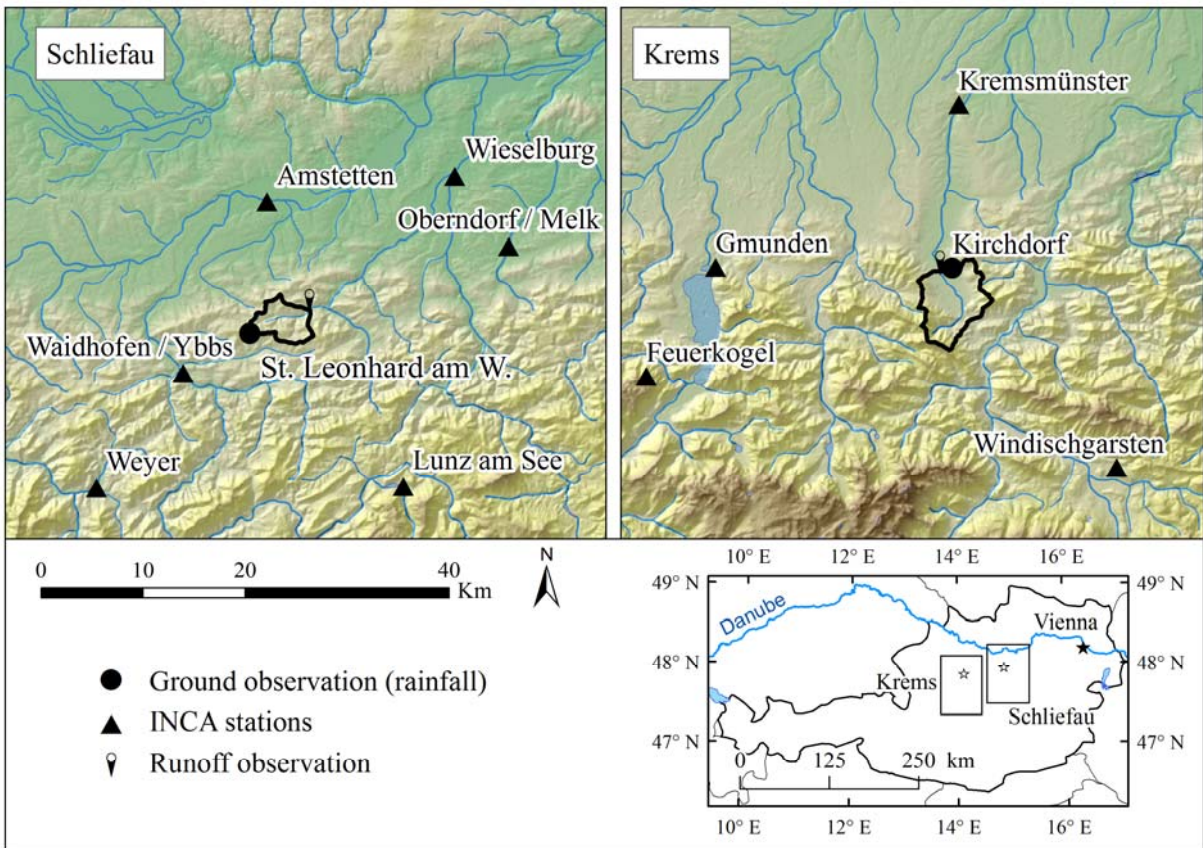 Schliefau
Krems
Kremsmünster
Wieselburg
Amstetten
Oberndorf / Melk
Gmunden
Kirchdorf
Waidhofen / Ybbs
St. Leonhard am W.
Feuerkogel
Windischgarsten
Weyer
Lunz am See
0 10 20 40
Km
N
Ground observation (rainfall)
INCA stations
Runoff observation
10° E 12° E 14° E 16° E
49° N 49° N
Danube
Vienna
48° N 48° N
Krems
Schliefau
47° N 47° N
0 125 250 km
10° E 12° E 14° E 16° E